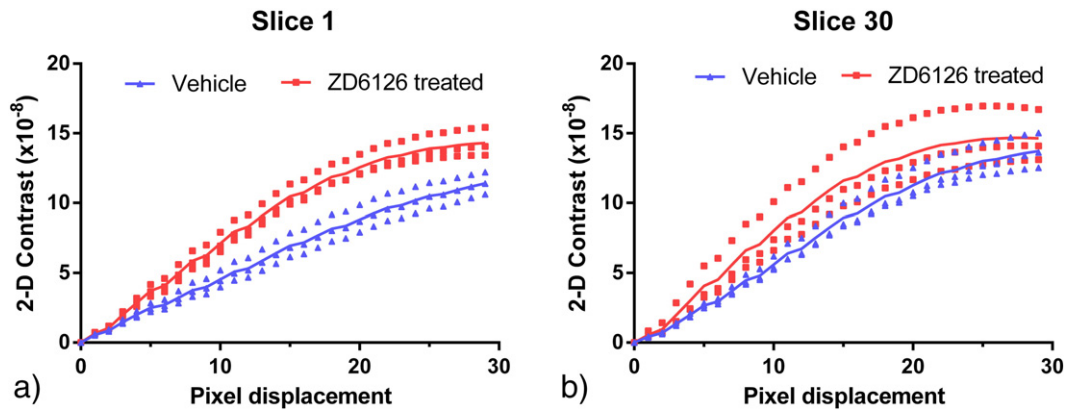 Slice 1
20
15
10
5
0
2-D Contrast (x10-8)
Vehicle
ZD6126 treated
0
10
20
30
Pixel displacement
a)
Slice 30
20
15
10
5
0
2-D Contrast (x10-8)
Vehicle
ZD6126 treated
0
10
20
30
Pixel displacement
b)